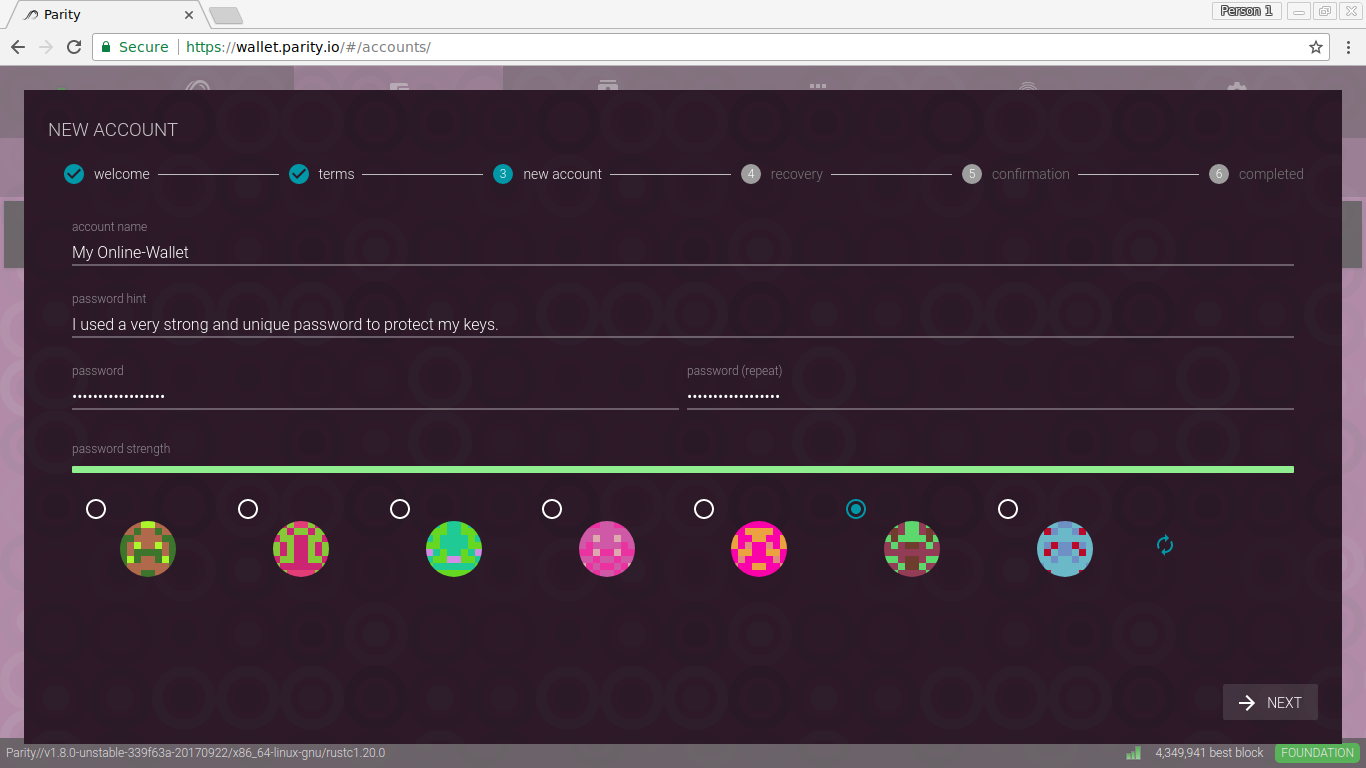 Parity
Person 1
Secure https://wallet.parity.io/#/accounts/
NEW ACCOUNT
welcome
terms
3 new account
4 recovery
5 confirmation
6 completed
account name
My Online-Wallet
password hint
I used a very strong and unique password to protect my keys.
password
password (repeat)
••••••••••••••••••
••••••••••••••••••
password strength
NEXT
Parity//v1.8.0-unstable-339f63a-20170922/x86_64-linux-gnu/rustc1.20.0
4,349,941 best block
FOUNDATION